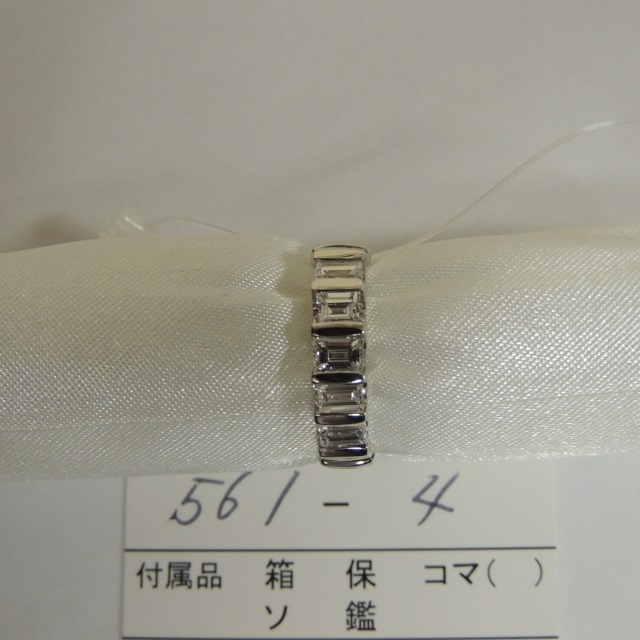 561-4
付属品 箱 保 コマ( )
ソ 鑑